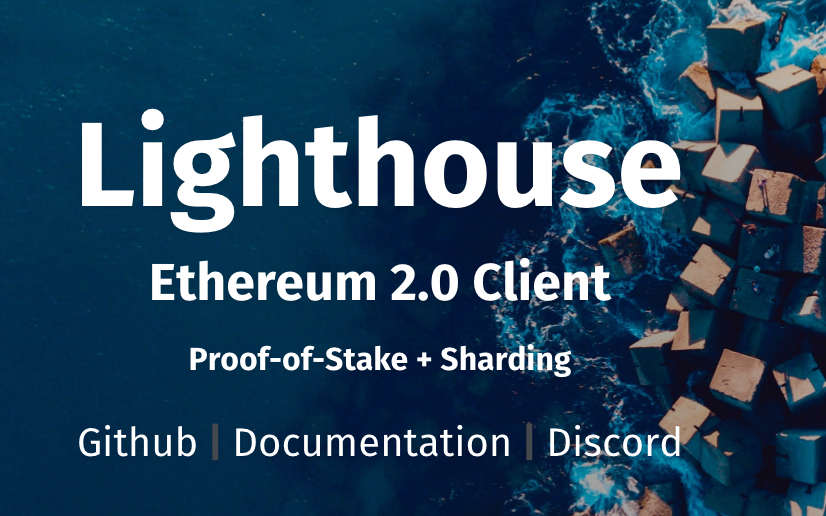 Lighthouse
Ethereum 2.0 Client
Proof-of-Stake + Sharding
Github | Documentation | Discord